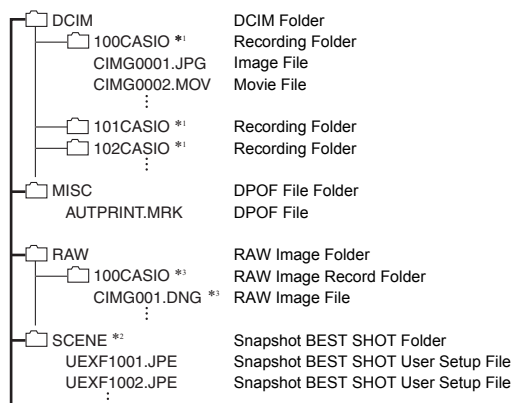 DCIM DCIM Folder
100CASIO *1 Recording Folder
CIMG0001.JPG Image File
CIMG0002.MOV Movie File
101CASIO *1 Recording Folder
102CASIO *1 Recording Folder
MISC DPOF File Folder
AUTPRINT.MRK DPOF File
RAW RAW Image Folder
100CASIO *3 RAW Image Record Folder
CIMG001.DNG *3 RAW Image File
SCENE *2 Snapshot BEST SHOT Folder
UEXF1001.JPE Snapshot BEST SHOT User Setup File
UEXF1002.JPE Snapshot BEST SHOT User Setup File